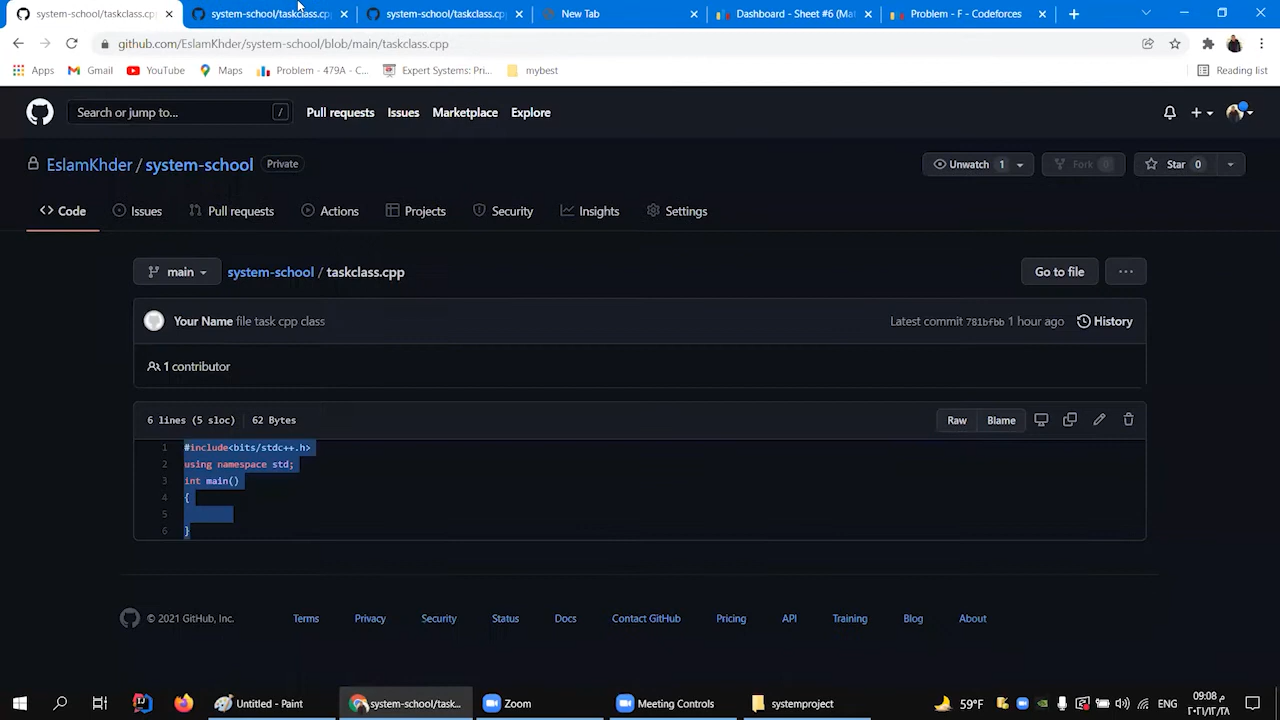 system-school/taskclass.cpp
system-school/taskclass.cpp
system-school/taskclass.cpp
New Tab
Dashboard - Sheet #6 (Ma
Problem - F - Codeforces
github.com/EslamKhder/system-school/blob/main/taskclass.cpp
Apps
Gmail
YouTube
Maps
Problem - 479A - C...
Expert Systems: Pri...
mybest
Reading list
Search or jump to...
/
Pull requests
Issues
Marketplace
Explore
EslamKhder / system-school
Private
Unwatch 1
Fork 0
Star 0
Code
Issues
Pull requests
Actions
Projects
Security
Insights
Settings
main
system-school / taskclass.cpp
Go to file
...
Your Name file task cpp class
Latest commit 781bfbb 1 hour ago
History
1 contributor
6 lines (5 sloc)
62 Bytes
Raw
Blame
1 #include<bits/stdc++.h>
2 using namespace std;
3 int main()
4 {
5
6 }
© 2021 GitHub, Inc.
Terms
Privacy
Security
Status
Docs
Contact GitHub
Pricing
API
Training
Blog
About
Untitled - Paint
system-school/task...
Zoom
Meeting Controls
systemproject
59°F
ENG
09:08 م
٢٠٢١/١٢/٢٨